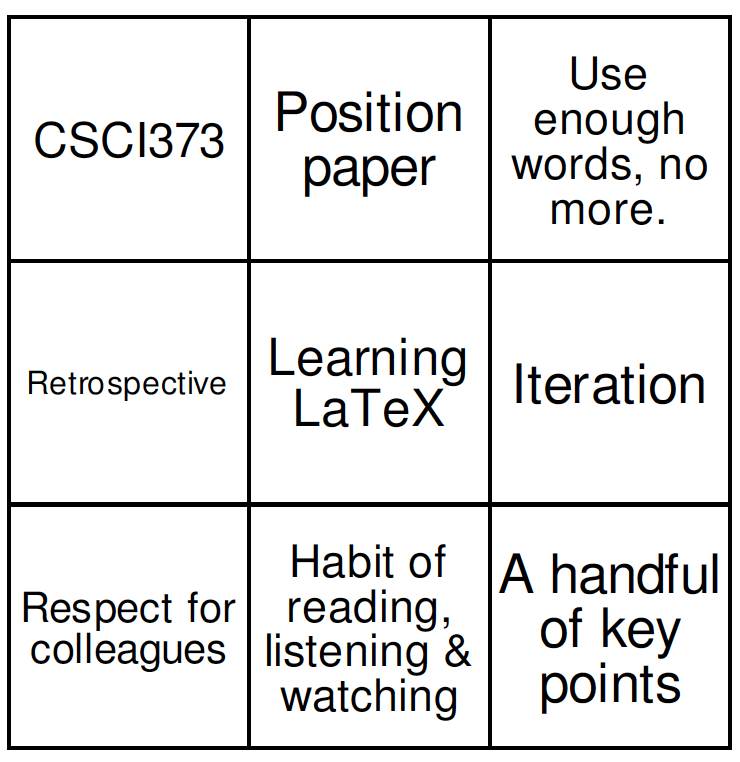 CSCI373
Position
paper
Use
enough
words, no
more.
Retrospective
Learning
LaTeX
Iteration
Respect for
colleagues
Habit of
reading,
listening &
watching
A handful
of key
points